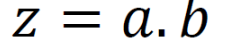 z = a.b